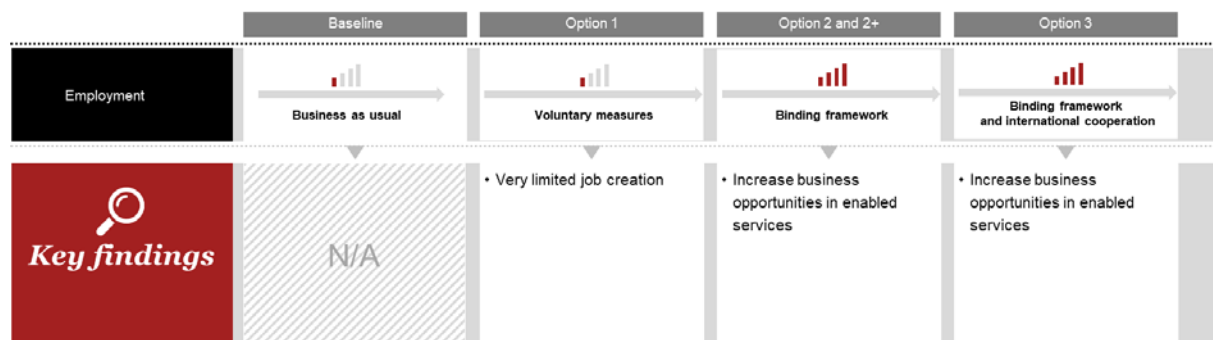 Baseline
Option 1
Option 2 and 2+
Option 3
Employment
Business as usual
Voluntary measures
Binding framework
Binding framework
and international cooperation
Key findings
N/A
• Very limited job creation
• Increase business
opportunities in enabled
services
• Increase business
opportunities in enabled
services